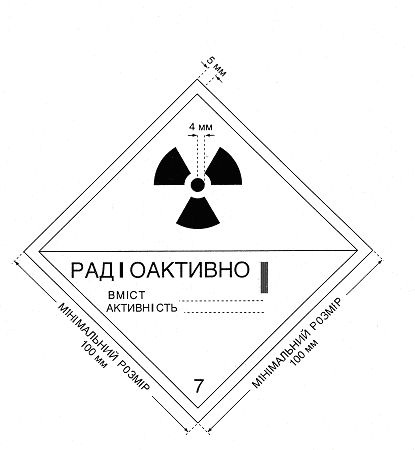 5 мм
4 мм
РАДІОАКТИВНО
ВМІСТ
АКТИВНІСТЬ
МІНІМАЛЬНИЙ РОЗМІР
100 мм
МІНІМАЛЬНИЙ РОЗМІР
100 мм
7